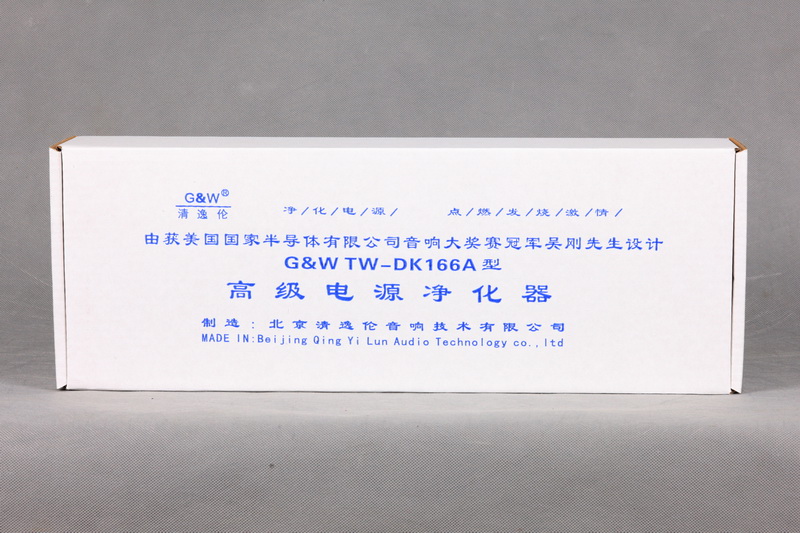 G&W®
清逸伦
净/化/电/源/ 点/燃/发/烧/激/情/
由获美国国家半导体有限公司音响大奖赛冠军吴刚先生设计
G&W TW-DK166A型
高级电源净化器
制造：北京清逸伦音响技术有限公司
MADE IN:Beijing Qing Yi Lun Audio Technology co.,ltd